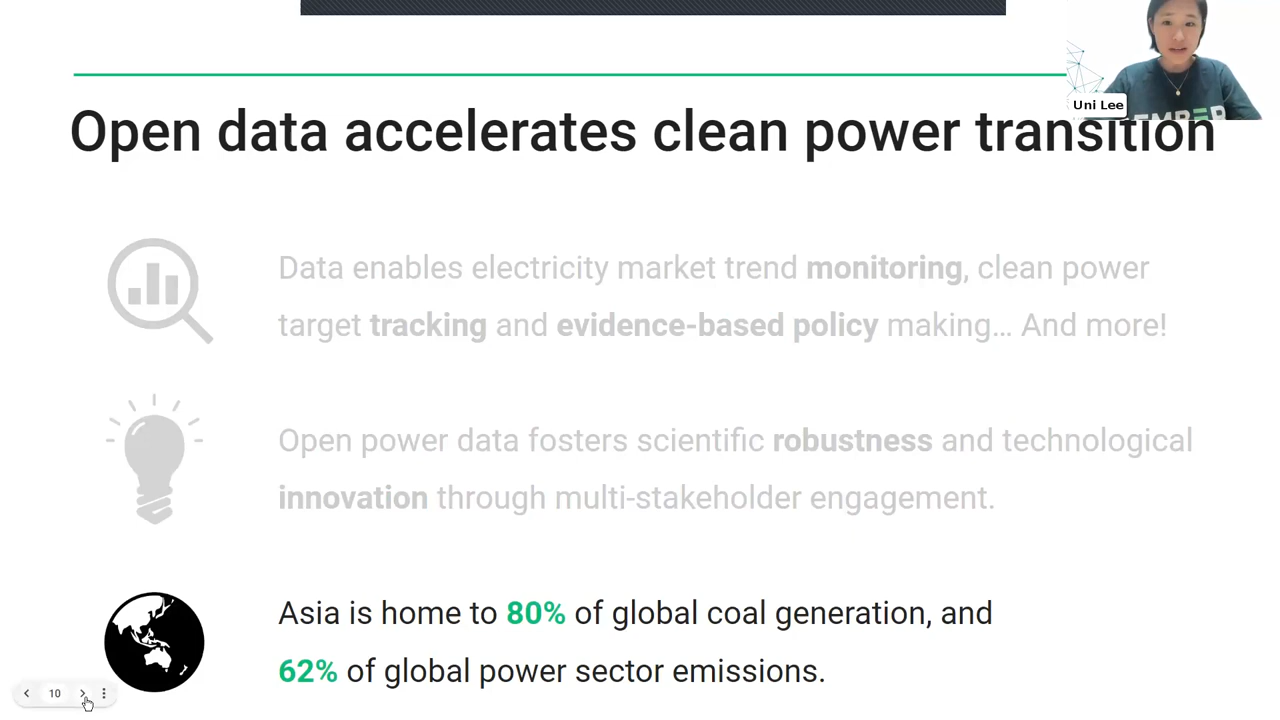 Uni Lee
EMBER
Open data accelerates clean power transition
Data enables electricity market trend monitoring, clean power
target tracking and evidence-based policy making... And more!
Open power data fosters scientific robustness and technological
innovation through multi-stakeholder engagement.
Asia is home to 80% of global coal generation, and
62% of global power sector emissions.
10